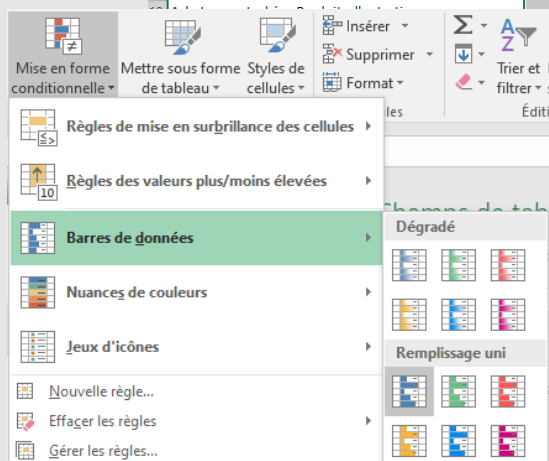 Mise en forme conditionnelle
Mettre sous forme de tableau
Styles de cellules
Insérer
Supprimer
Format
Trier et filtrer
Règles de mise en surbrillance des cellules
Règles des valeurs plus/moins élevées
10
Barres de données
Dégradé
Nuances de couleurs
Remplissage uni
Jeux d'icônes
Nouvelle règle...
Effacer les règles
Gérer les règles...